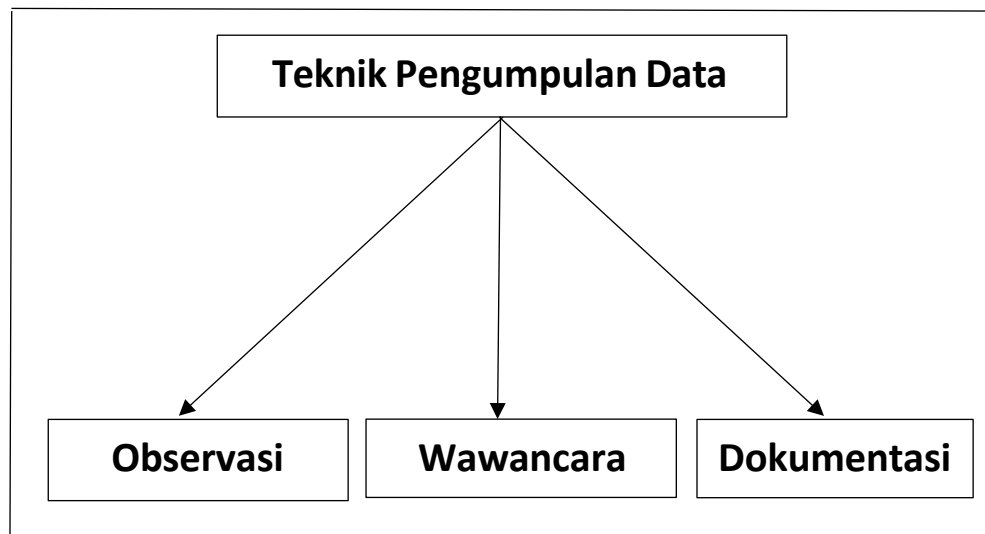 Teknik Pengumpulan Data
Observasi
Wawancara
Dokumentasi